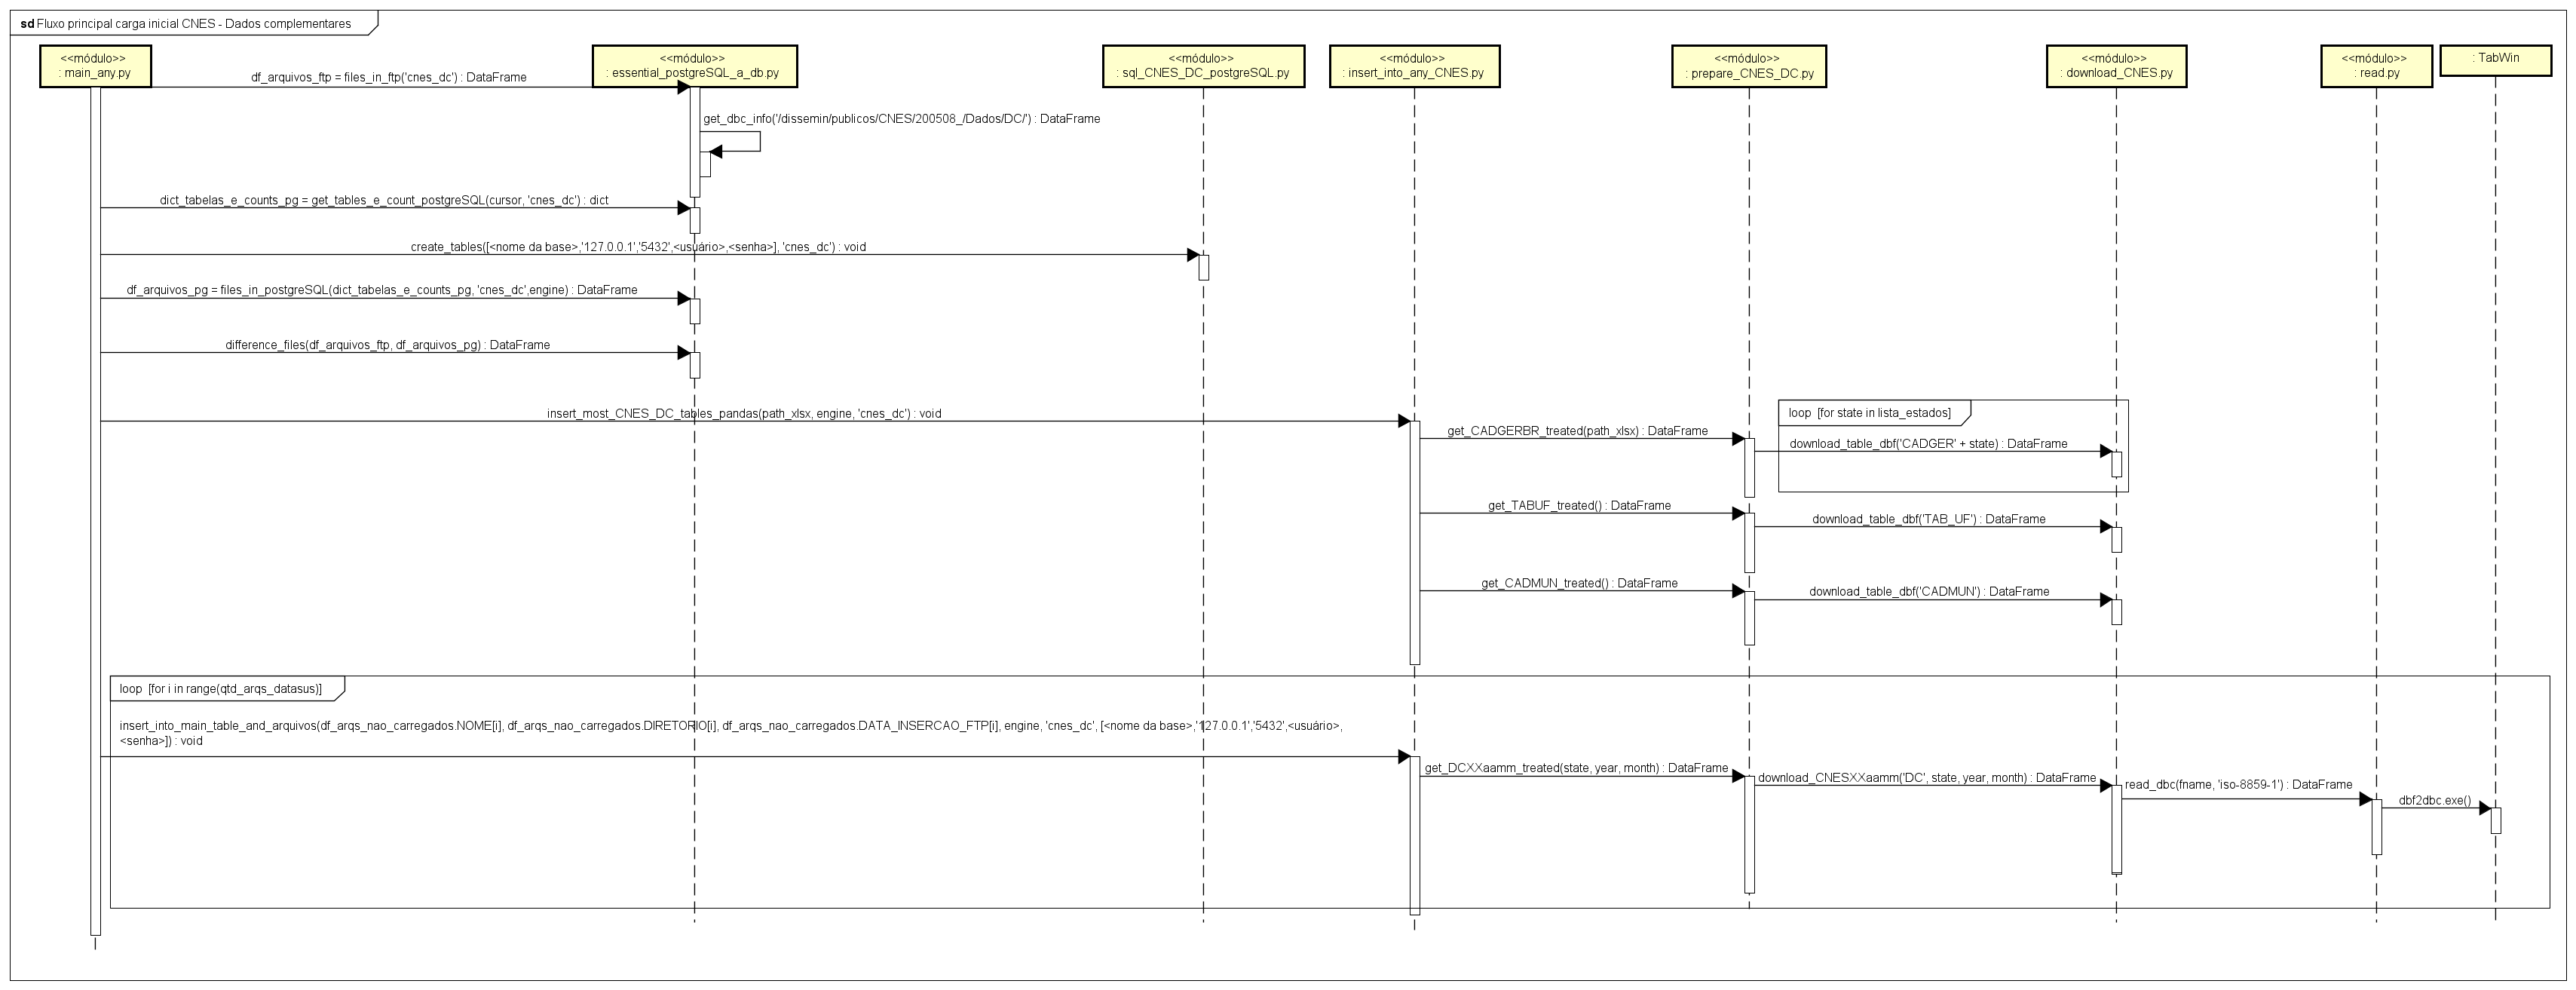 sd Fluxo principal carga inicial CNES - Dados complementares
<<módulo>>
: main_any.py
<<módulo>>
: essential_postgreSQL_a_db.py
<<módulo>>
: sql_CNES_DC_postgreSQL.py
<<módulo>>
: insert_into_any_CNES.py
<<módulo>>
: prepare_CNES_DC.py
<<módulo>>
: download_CNES.py
<<módulo>>
: read.py
: TabWin
df_arquivos_ftp = files_in_ftp('cnes_dc') : DataFrame
get_dbc_info('/dissemin/publicos/CNES/200508_/Dados/DC/') : DataFrame
dict_tabelas_e_counts_pg = get_tables_e_count_postgreSQL(cursor, 'cnes_dc') : dict
create_tables([<nome da base>,'127.0.0.1','5432',<usuário>,<senha>], 'cnes_dc') : void
df_arquivos_pg = files_in_postgreSQL(dict_tabelas_e_counts_pg, 'cnes_dc',engine) : DataFrame
difference_files(df_arquivos_ftp, df_arquivos_pg) : DataFrame
insert_most_CNES_DC_tables_pandas(path_xlsx, engine, 'cnes_dc') : void
loop [for state in lista_estados]
get_CADGERBR_treated(path_xlsx) : DataFrame
download_table_dbf('CADGER' + state) : DataFrame
get_TABUF_treated() : DataFrame
download_table_dbf('TAB_UF') : DataFrame
get_CADMUN_treated() : DataFrame
download_table_dbf('CADMUN') : DataFrame
loop [for i in range(qtd_arqs_datasus)]
insert_into_main_table_and_arquivos(df_arqs_nao_carregados.NOME[i], df_arqs_nao_carregados.DIRETORIO[i], df_arqs_nao_carregados.DATA_INSERCAO_FTP[i], engine, 'cnes_dc', [<nome da base>,'127.0.0.1','5432',<usuário>,
<senha>]) : void
get_DCXXaamm_treated(state, year, month) : DataFrame
download_CNESXXaamm('DC', state, year, month) : DataFrame
read_dbc(fname, 'iso-8859-1') : DataFrame
dbf2dbc.exe()